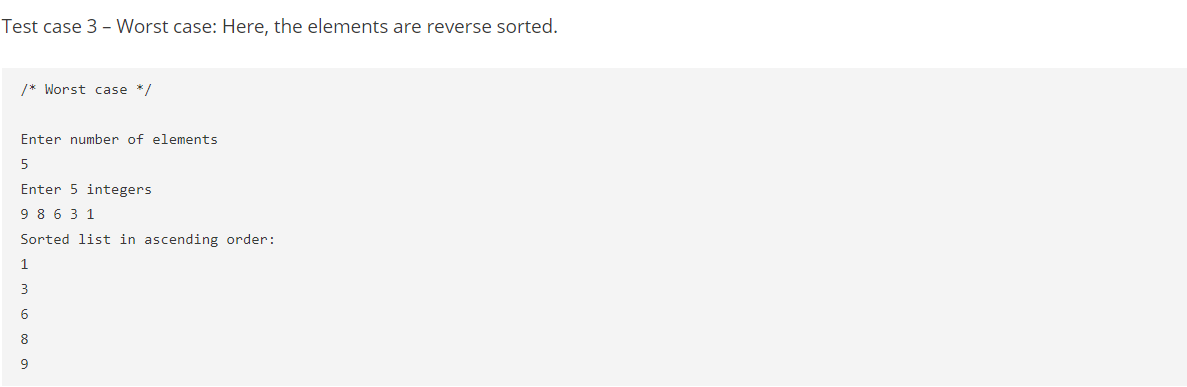 Test case 3 – Worst case: Here, the elements are reverse sorted.
/* Worst case */
Enter number of elements
5
Enter 5 integers
9 8 6 3 1
Sorted list in ascending order:
1
3
6
8
9